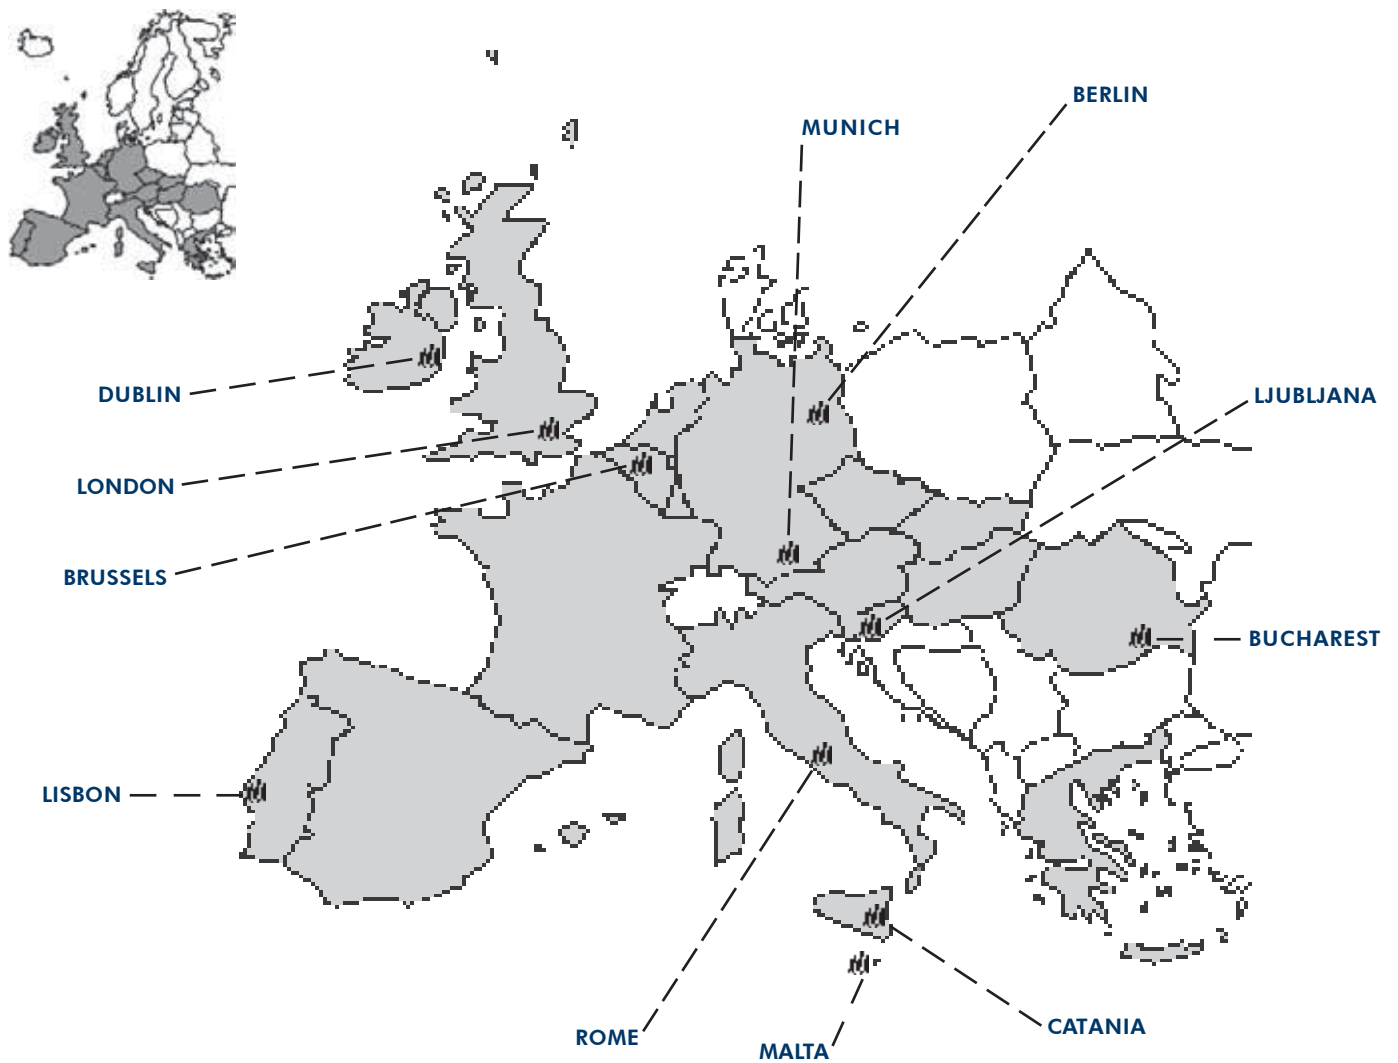 BERLIN
MUNICH
DUBLIN
LJUBLJANA
LONDON
BRUSSELS
BUCHAREST
LISBON
ROME
CATANIA
MALTA